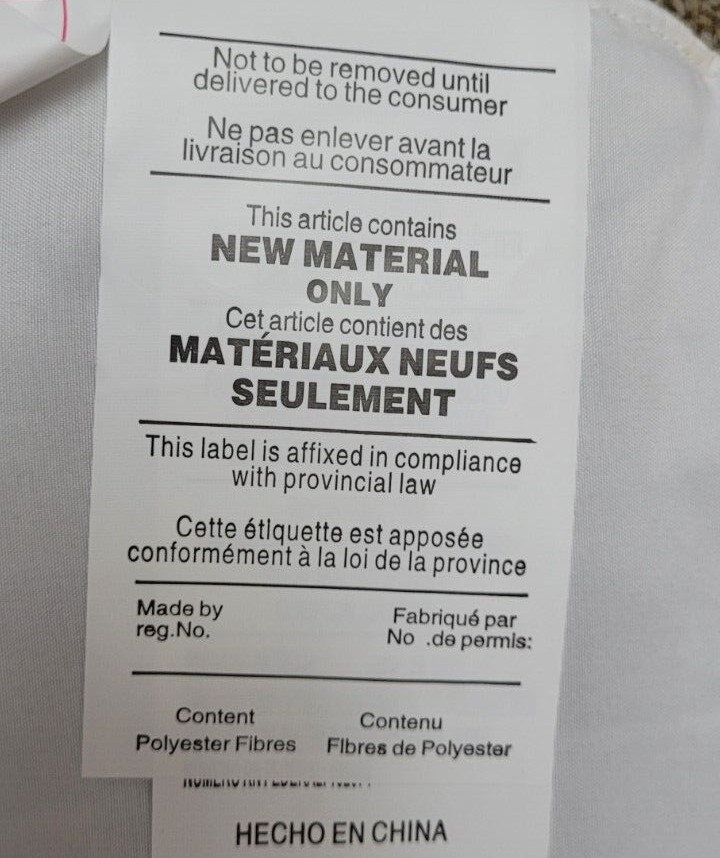 Not to be removed until
delivered to the consumer
Ne pas enlever avant la
livraison au consommateur
This article contains
NEW MATERIAL
ONLY
Cet article contient des
MATÉRIAUX NEUFS
SEULEMENT
This label is affixed in compliance
with provincial law
Cette étiquette est apposée
conformément à la loi de la province
Made by
reg.No.
Fabriqué par
No .de permis:
Content
Polyester Fibres
Contenu
Fibres de Polyester
HECHO EN CHINA